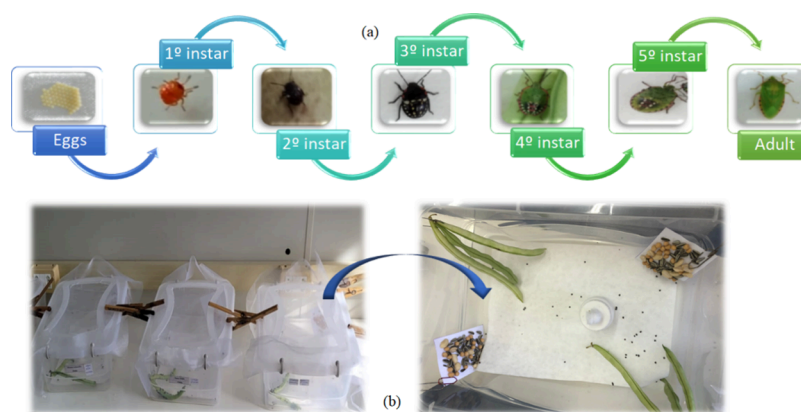 (a)
1º instar
3º instar
5º instar
Eggs
2º instar
4º instar
Adult
(b)